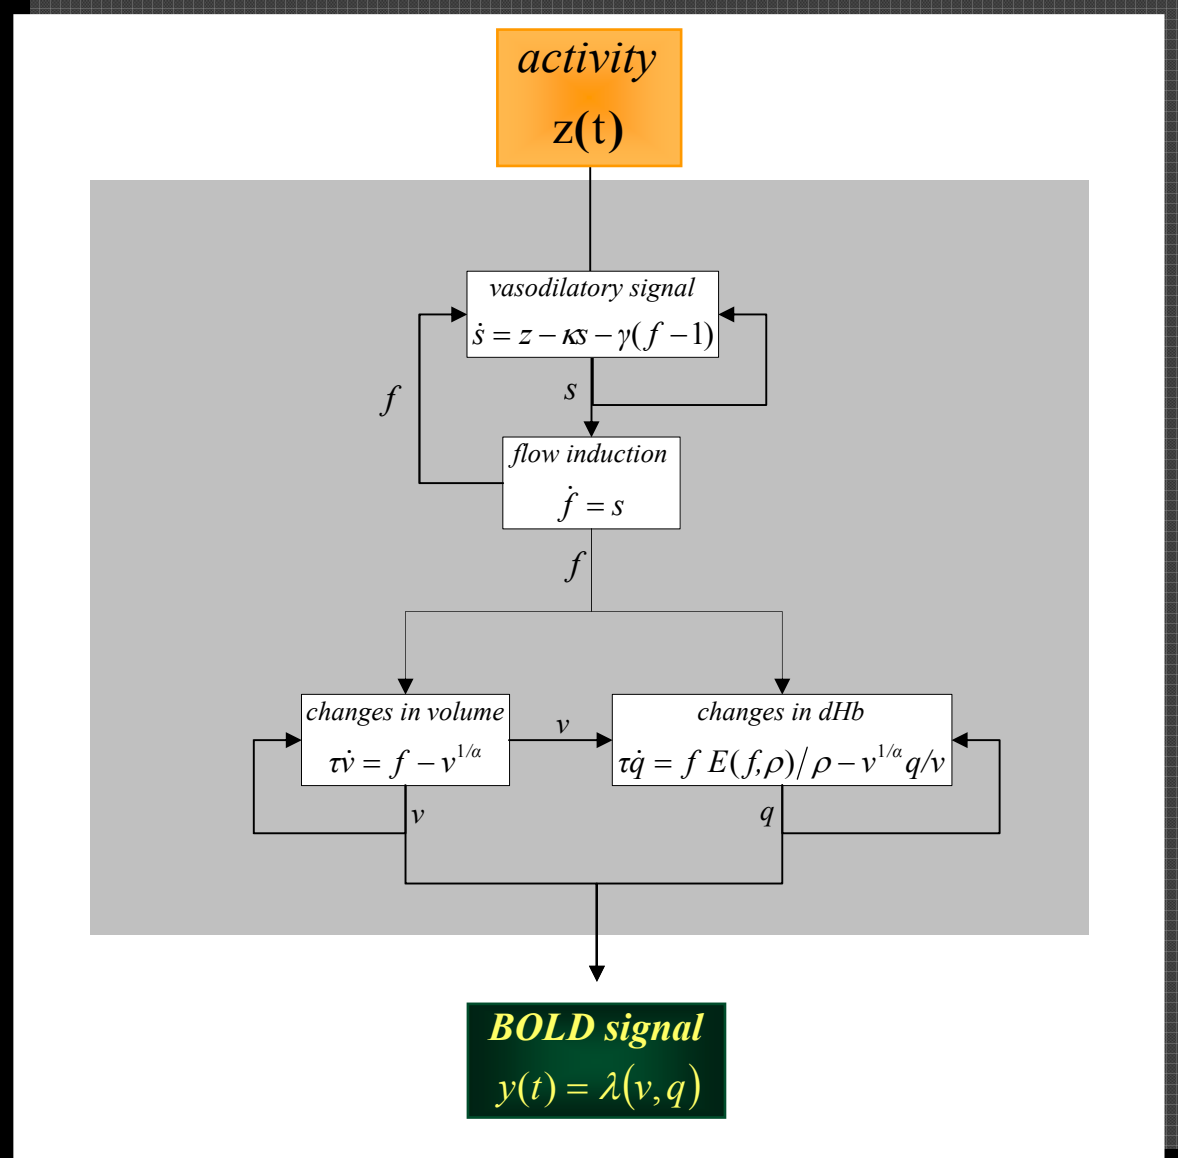 activity
z(t)
vasodilatory signal
ṡ = z − κs − γ(f − 1)
f
s
flow induction
ḟ = s
f
changes in volume
τv̇ = f − v^{1/α}
v
changes in dHb
τq̇ = f E(f,ρ)/ρ − v^{1/α} q/v
v
q
BOLD signal
y(t) = λ(v, q)